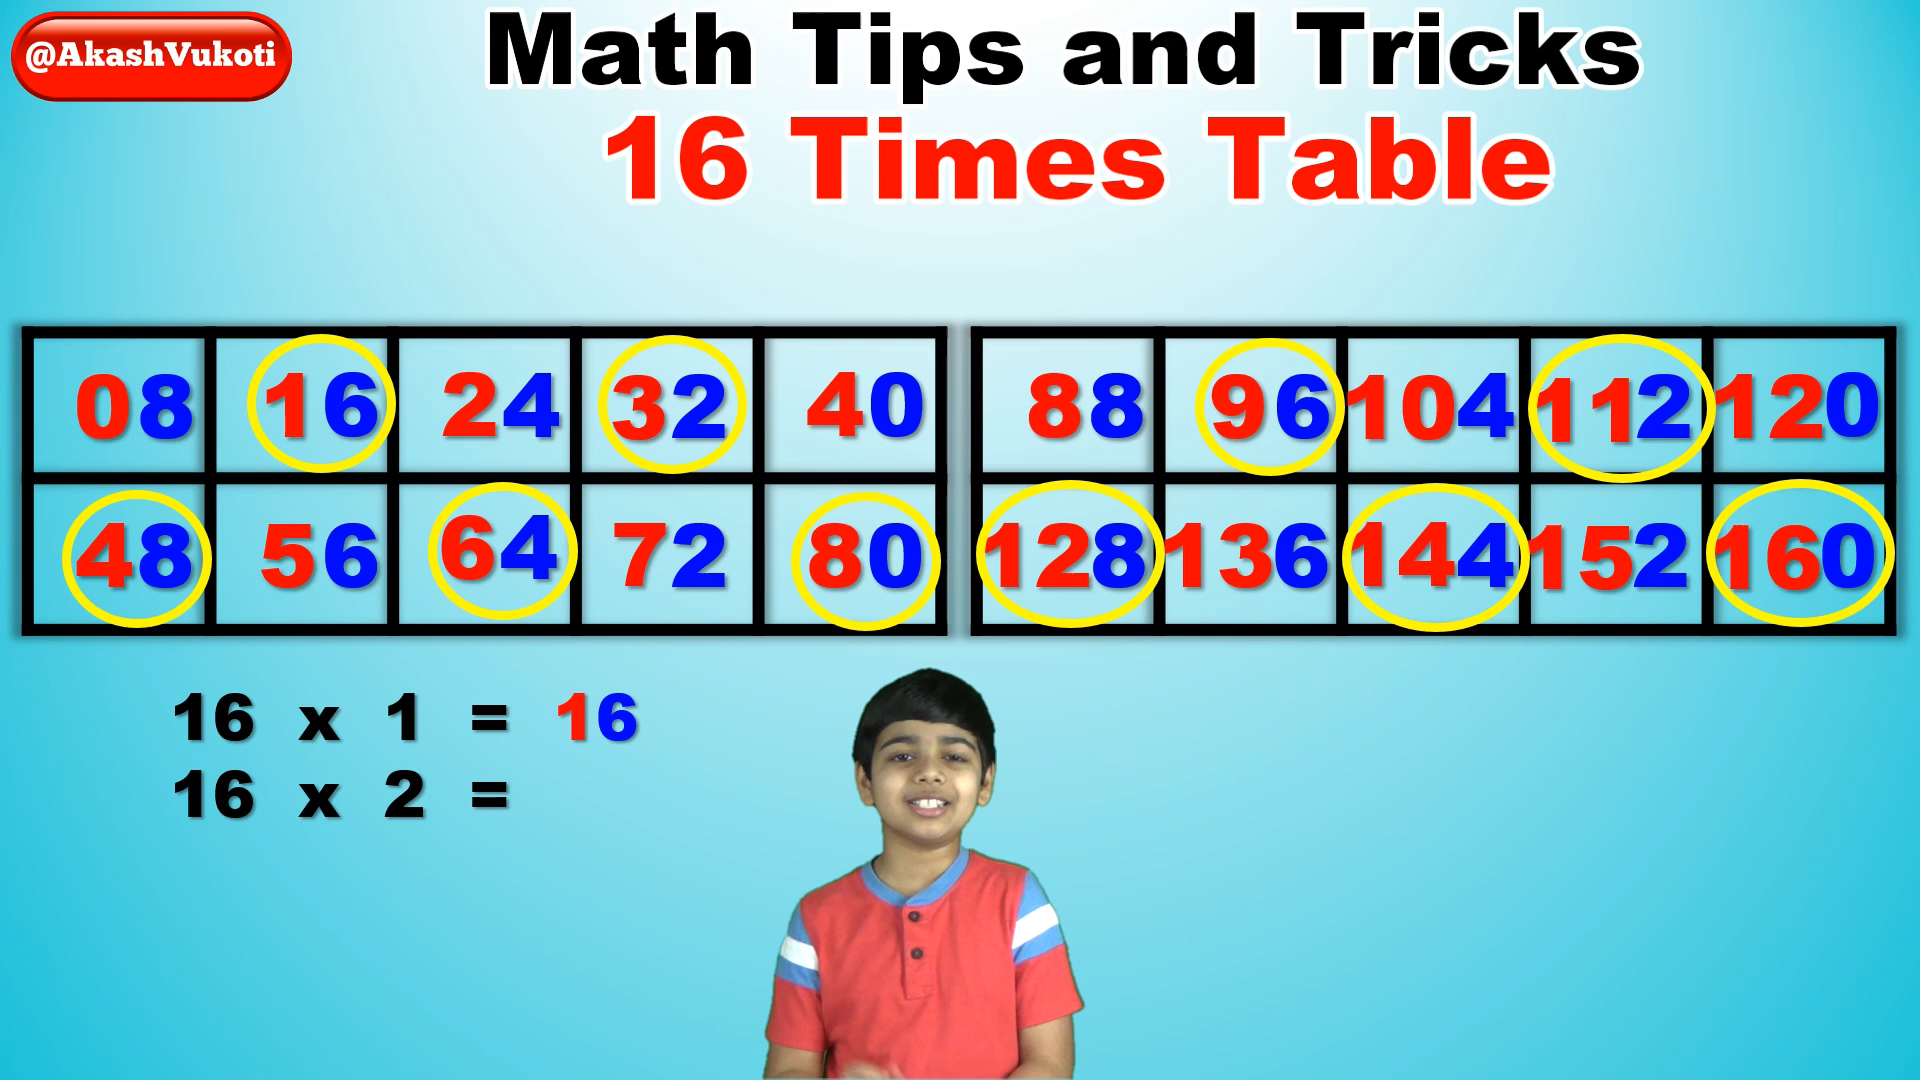 @AkashVukoti
Math Tips and Tricks
16 Times Table
08 16 24 32 40 88 96 104 112 120
48 56 64 72 80 128 136 144 152 160
16 x 1 = 16
16 x 2 =